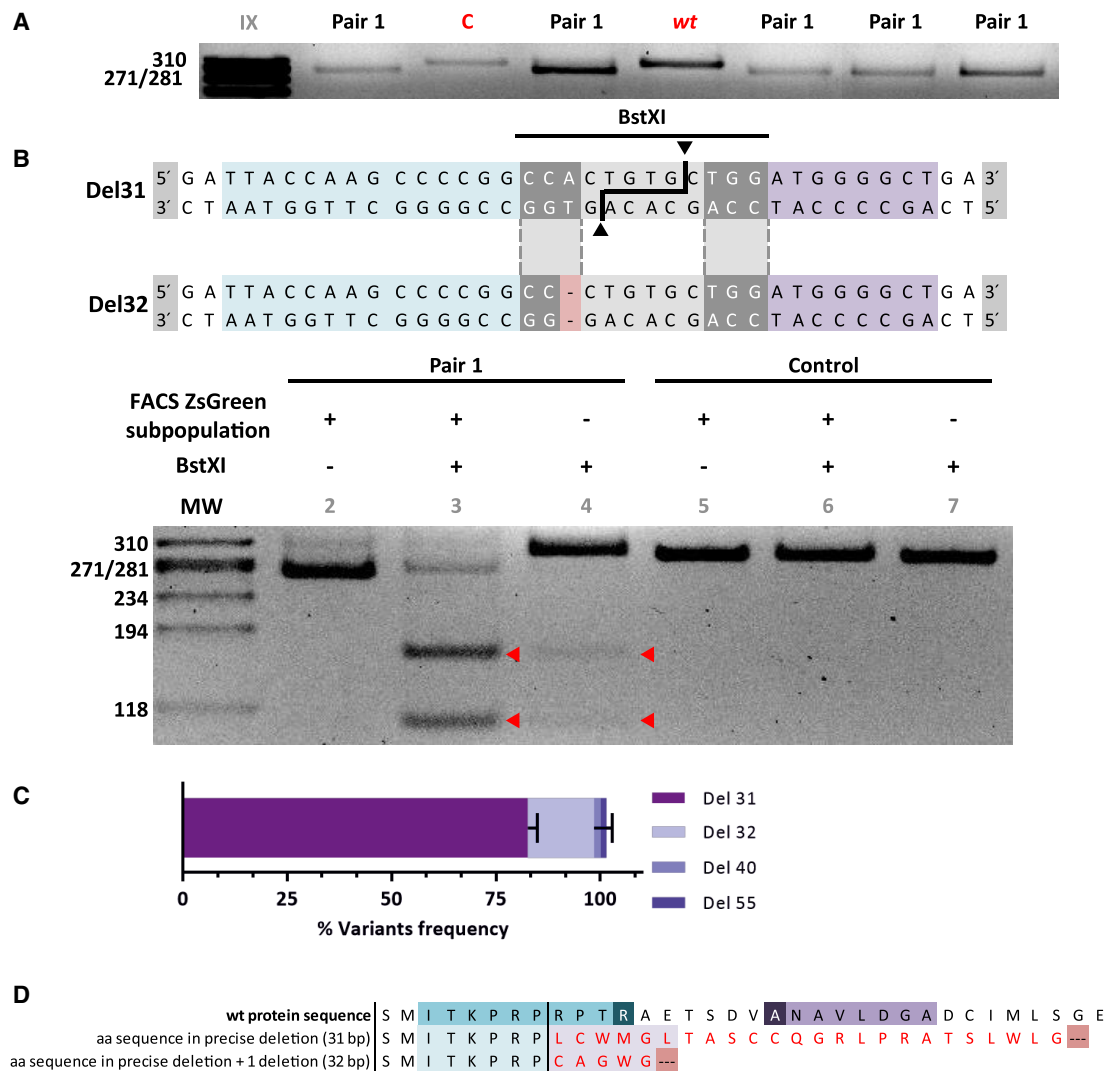 A
IX Pair 1 C Pair 1 wt Pair 1 Pair 1 Pair 1
310
271/281
BstXI
B
Del31
5´ G A T T A C C A A G C C C C G G C C A C T G T G C T G G A T G G G G C T G A 3´
3´ C T A A T G G T T C G G G G C C G G T G A C A C G A C C T A C C C C G A C T 5´
Del32
5´ G A T T A C C A A G C C C C G G C C - C T G T G C T G G A T G G G G C T G A 3´
3´ C T A A T G G T T C G G G G C C G G - G A C A C G A C C T A C C C C G A C T 5´
Pair 1 Control
FACS ZsGreen
subpopulation
+ + - + + -
BstXI - + + - + +
MW 2 3 4 5 6 7
310
271/281
234
194
118
C
Del 31
Del 32
Del 40
Del 55
0 25 50 75 100
% Variants frequency
D
wt protein sequence S M I T K P R P R P T R A E T S D V A N A V L D G A D C I M L S G E
aa sequence in precise deletion (31 bp) S M I T K P R P L C W M G L T A S C C Q G R L P R A T S L W L G ---
aa sequence in precise deletion + 1 deletion (32 bp) S M I T K P R P C A G W G ---